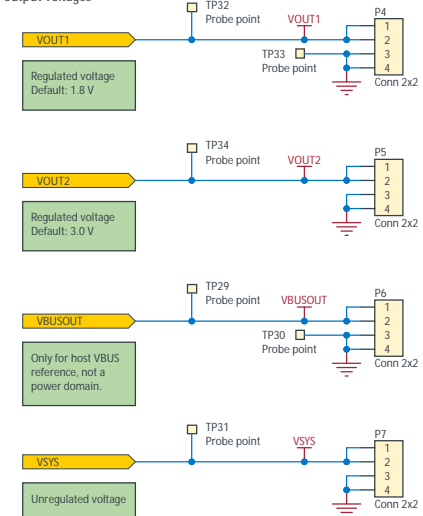 TP32
Probe point
VOUT1
P4
VOUT1
1
2
3
4
TP33
Probe point
Conn 2x2
Regulated voltage
Default: 1.8 V
TP34
Probe point
VOUT2
P5
VOUT2
1
2
3
4
Conn 2x2
Regulated voltage
Default: 3.0 V
TP29
Probe point
VBUSOUT
P6
VBUSOUT
1
2
3
4
TP30
Probe point
Conn 2x2
Only for host VBUS
reference, not a
power domain.
TP31
Probe point
VSYS
P7
VSYS
1
2
3
4
Conn 2x2
Unregulated voltage